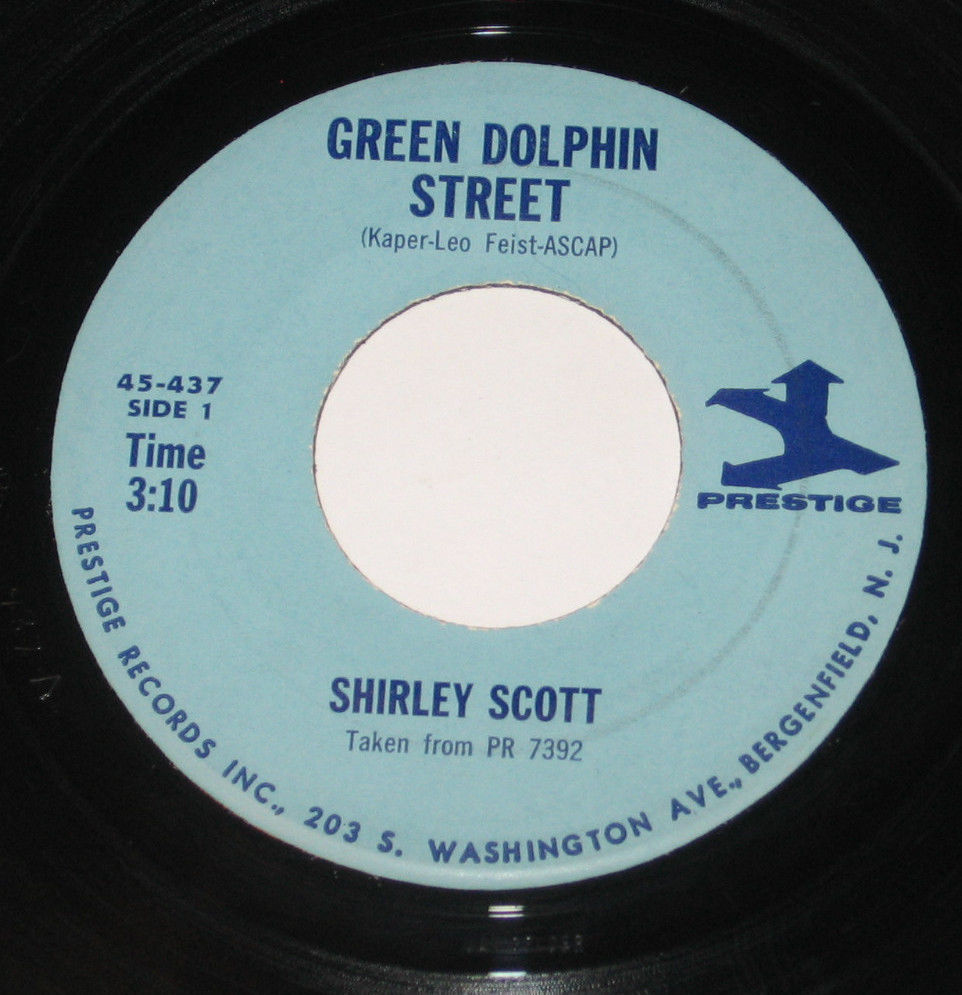 GREEN DOLPHIN
STREET
(Kaper-Leo Feist-ASCAP)
45-437
SIDE 1
Time
3:10
PRESTIGE
SHIRLEY SCOTT
Taken from PR 7392
PRESTIGE RECORDS INC., 203 S. WASHINGTON AVE., BERGENFIELD, N. J.